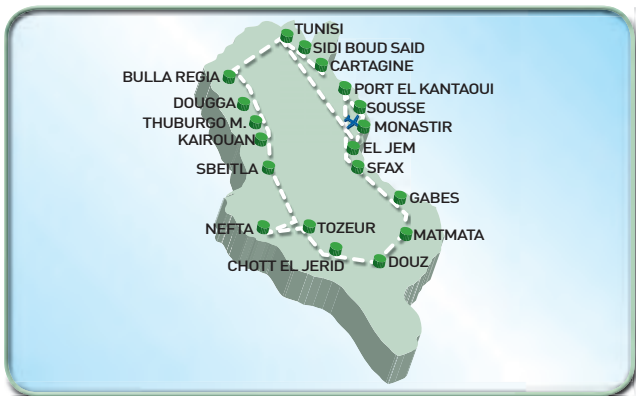 TUNISI
SIDI BOUD SAID
CARTAGINE
BULLA REGIA
PORT EL KANTAOUI
DOUGGA
SOUSSE
THUBURGO M.
MONASTIR
KAIROUAN
EL JEM
SBEITLA
SFAX
GABES
NEFTA
TOZEUR
MATMATA
CHOTT EL JERID
DOUZ